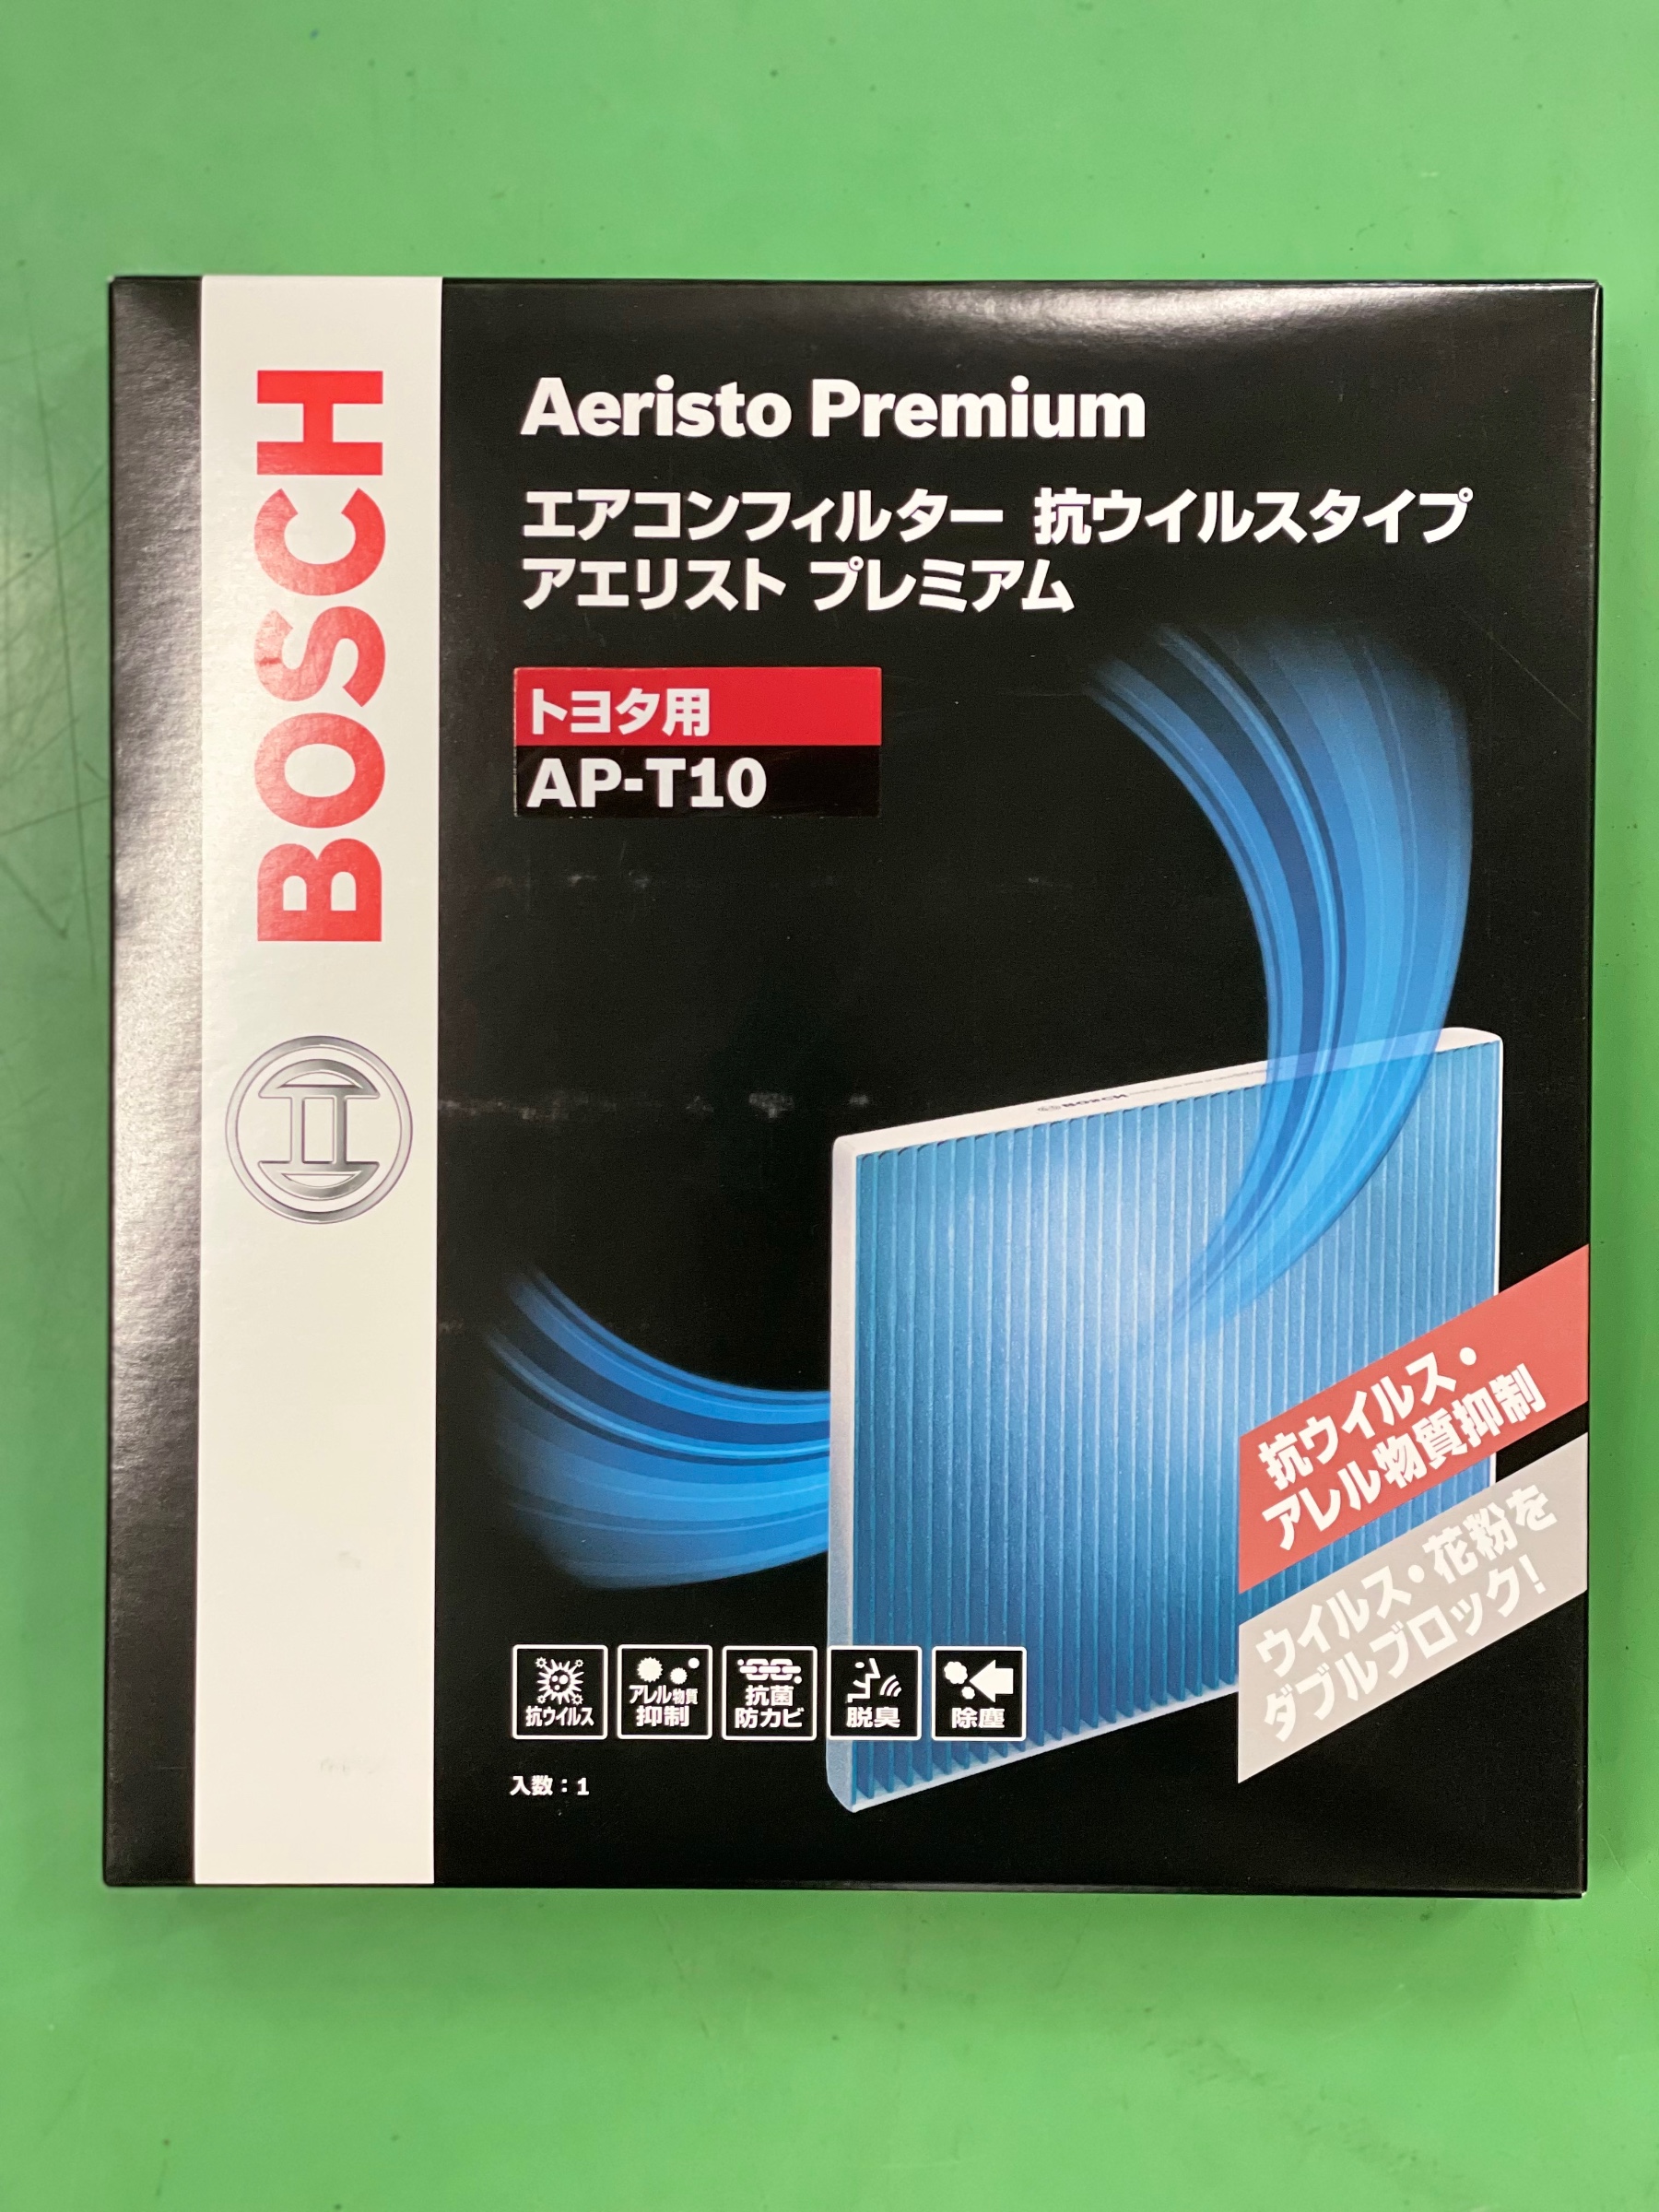 BOSCH
Aeristo Premium
エアコンフィルター 抗ウイルスタイプ
アエリスト プレミアム
トヨタ用
AP-T10
BOSCH
抗ウイルス・
アレル物質抑制
ウイルス・花粉を
ダブルブロック!
抗ウイルス
アレル物質
抑制
抗菌
防カビ
脱臭
除塵
入数:1